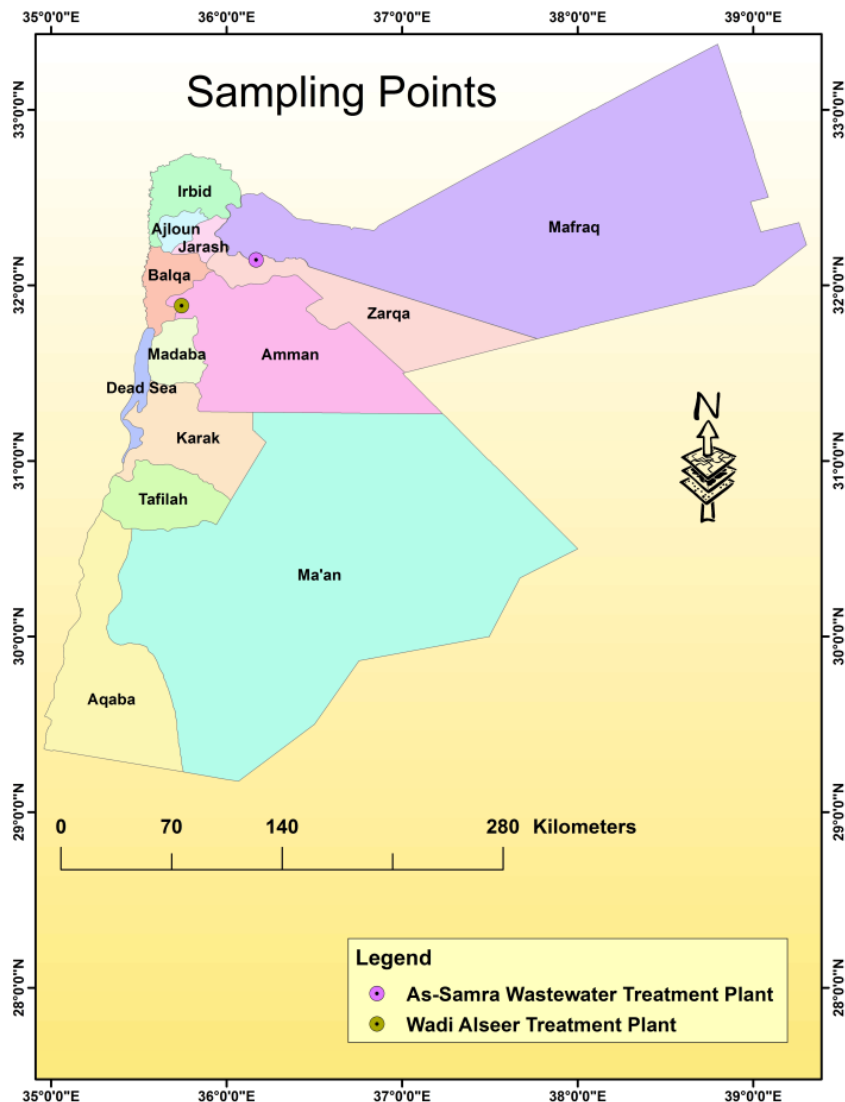 35°0'0"E 36°0'0"E 37°0'0"E 38°0'0"E 39°0'0"E
Sampling Points
33°0'0"N
33°0'0"N
Irbid
Ajloun
Jarash
Mafraq
Balqa
32°0'0"N
32°0'0"N
Zarqa
Madaba
Amman
Dead Sea
N
Karak
31°0'0"N
31°0'0"N
Tafilah
Ma'an
30°0'0"N
30°0'0"N
Aqaba
29°0'0"N
29°0'0"N
0 70 140 280 Kilometers
Legend
As-Samra Wastewater Treatment Plant
Wadi Alseer Treatment Plant
28°0'0"N
28°0'0"N
35°0'0"E 36°0'0"E 37°0'0"E 38°0'0"E 39°0'0"E